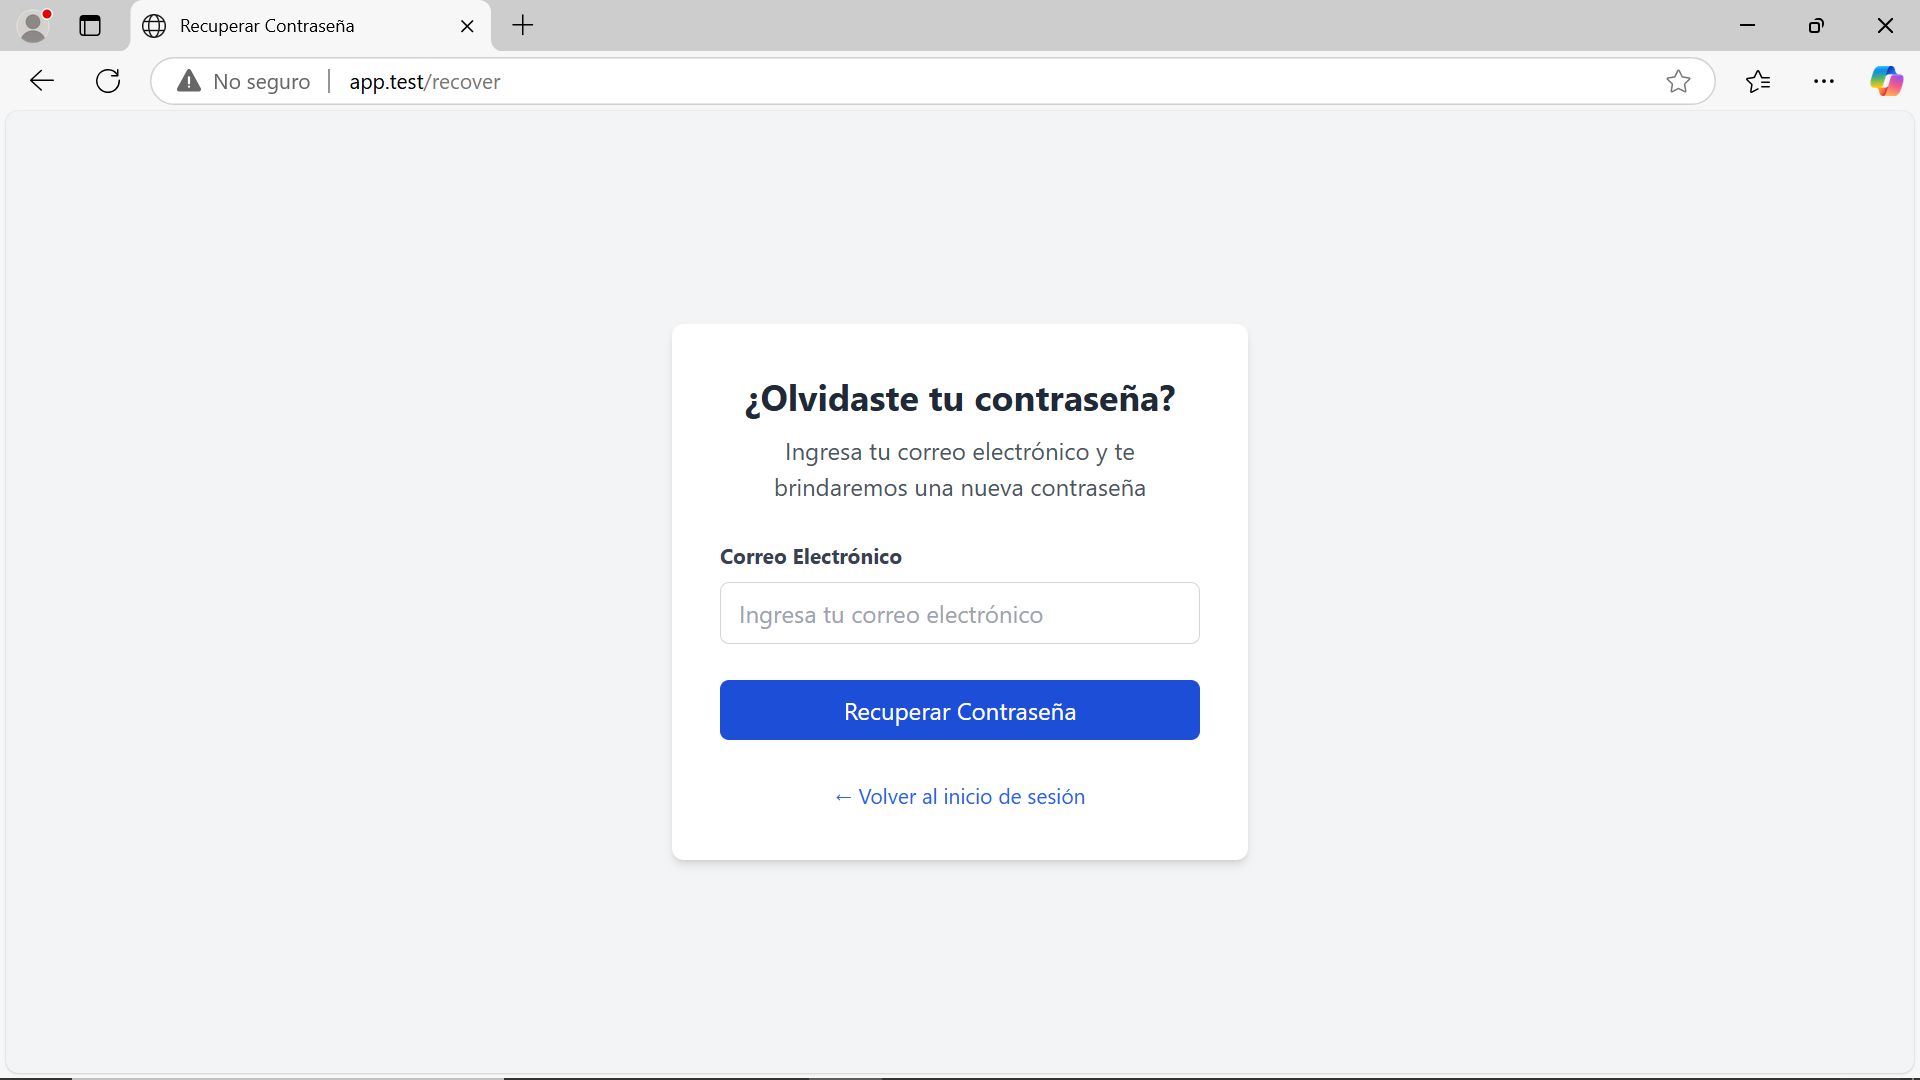 Recuperar Contraseña
No seguro
app.test/recover
¿Olvidaste tu contraseña?
Ingresa tu correo electrónico y te
brindaremos una nueva contraseña
Correo Electrónico
Ingresa tu correo electrónico
Recuperar Contraseña
← Volver al inicio de sesión